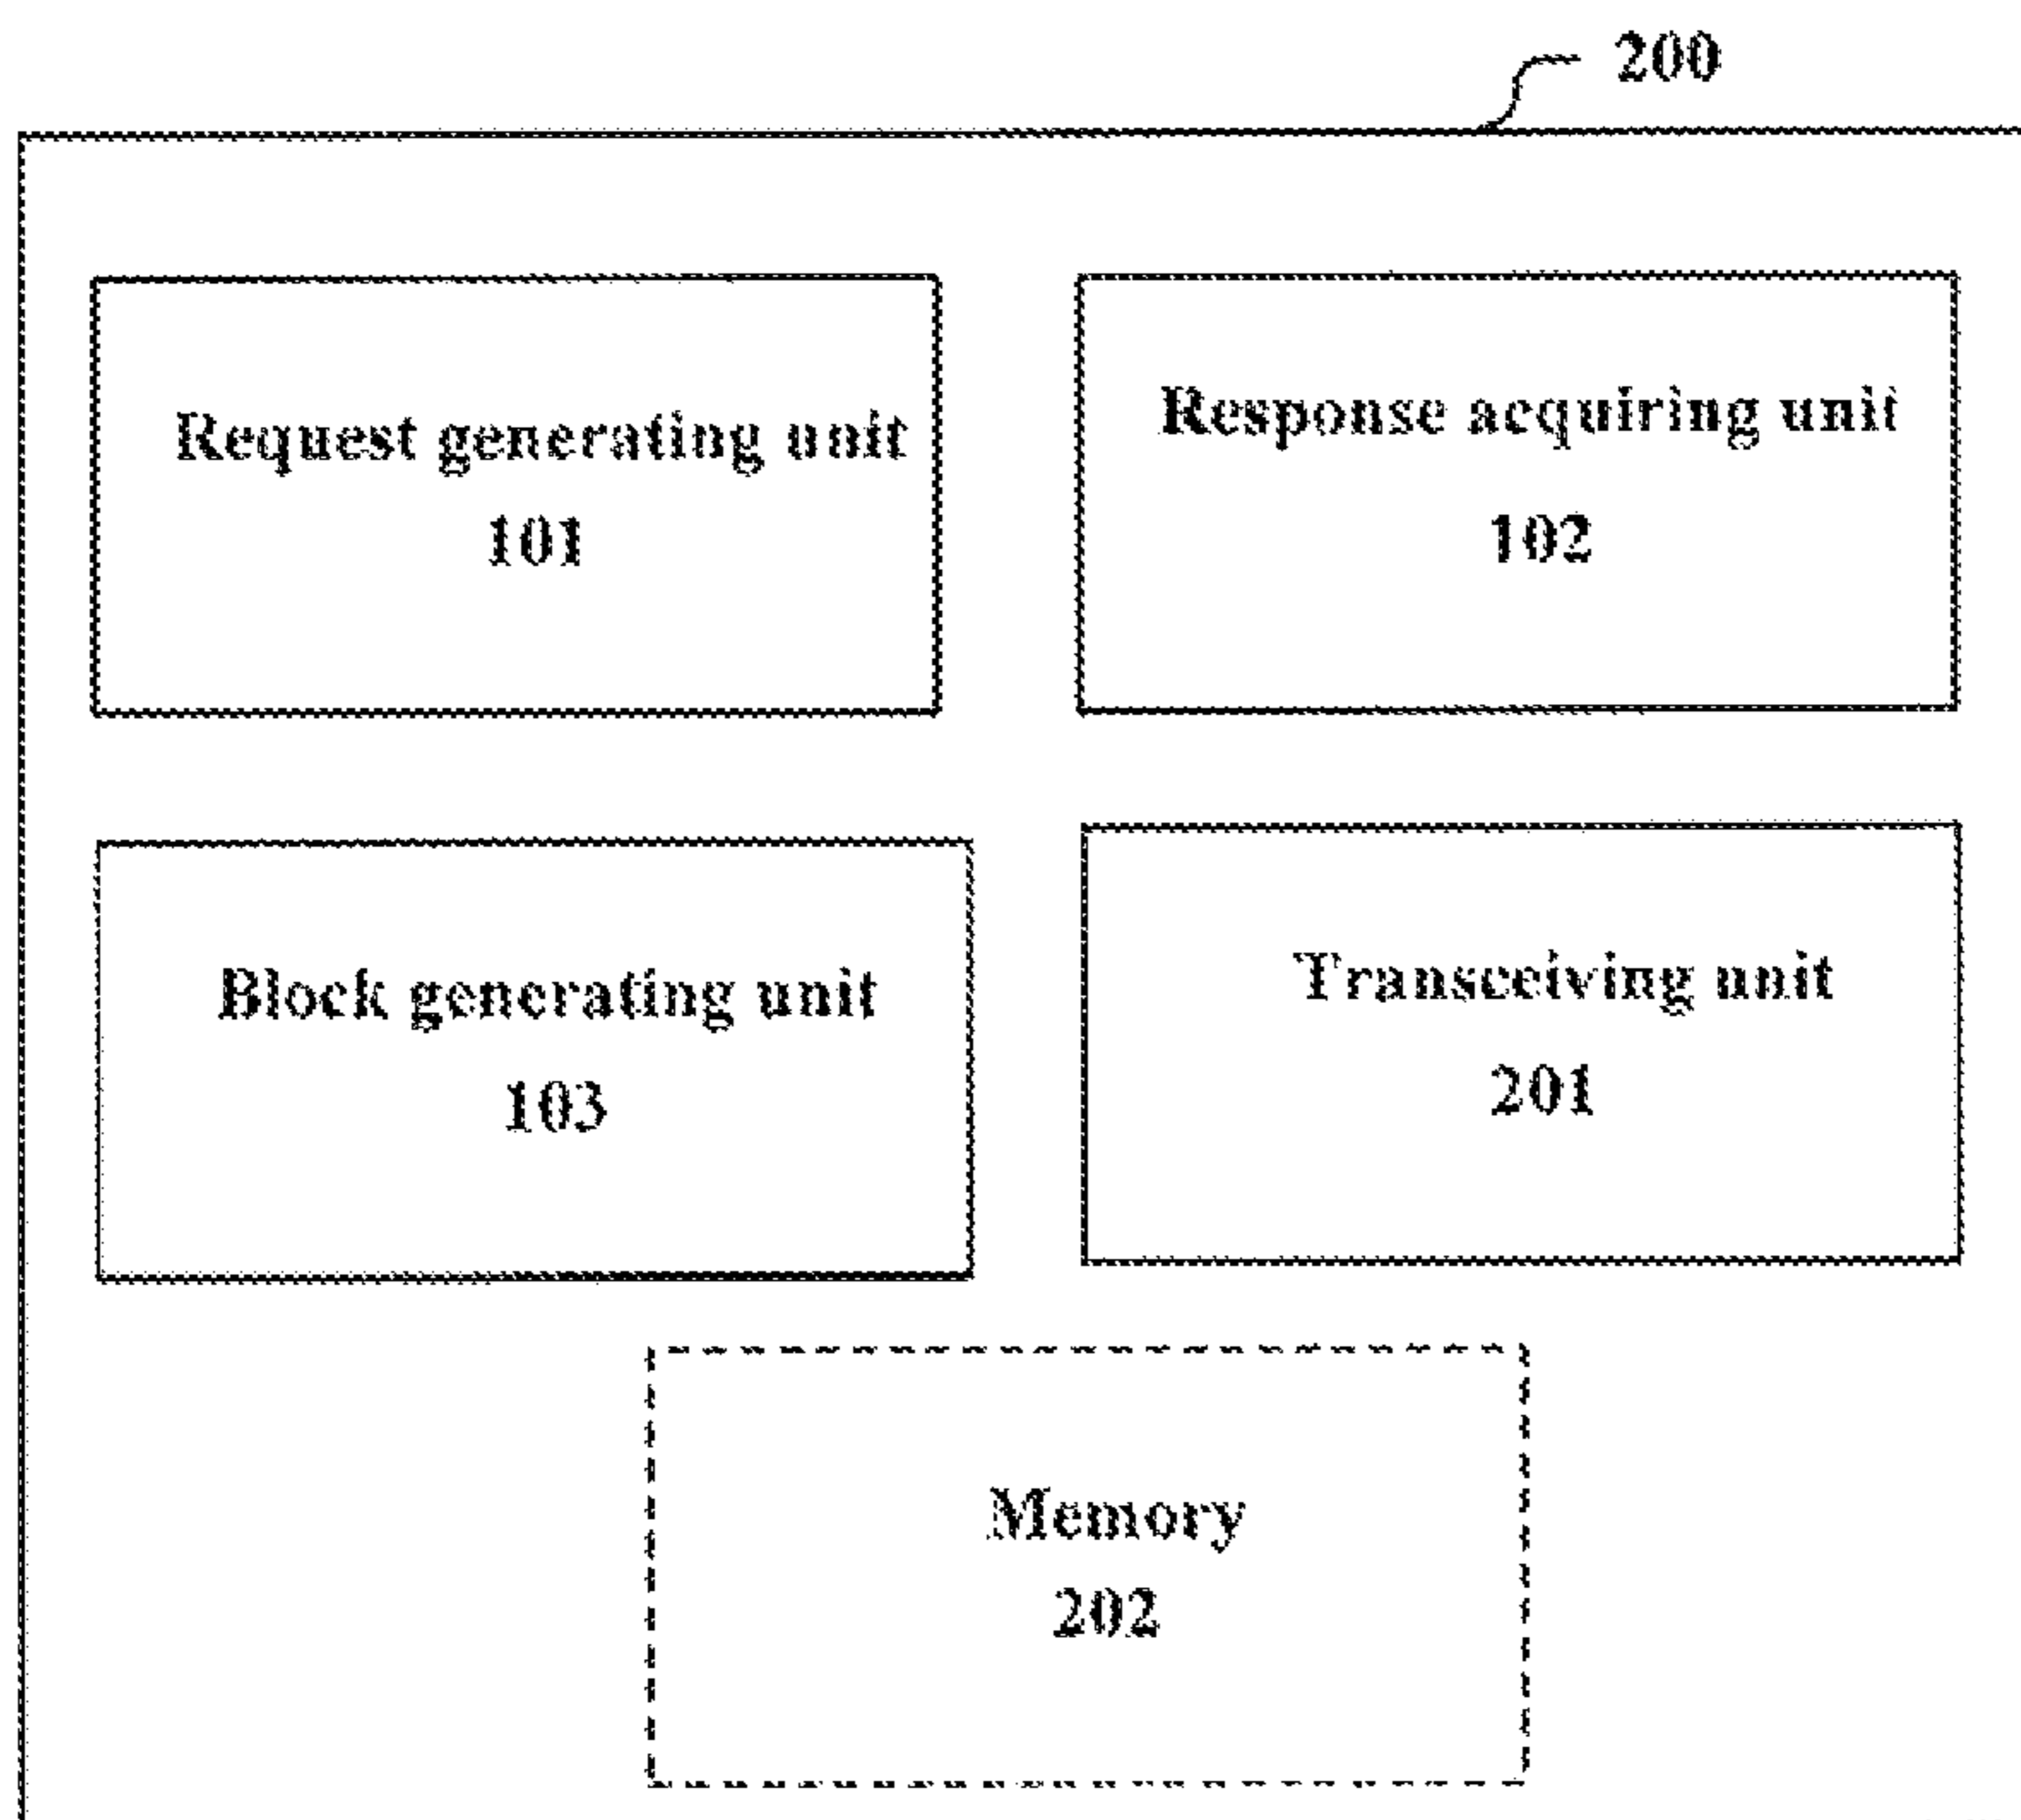 200
Request generating unit
101
Response acquiring unit
102
Block generating unit
103
Transceiving unit
201
Memory
202